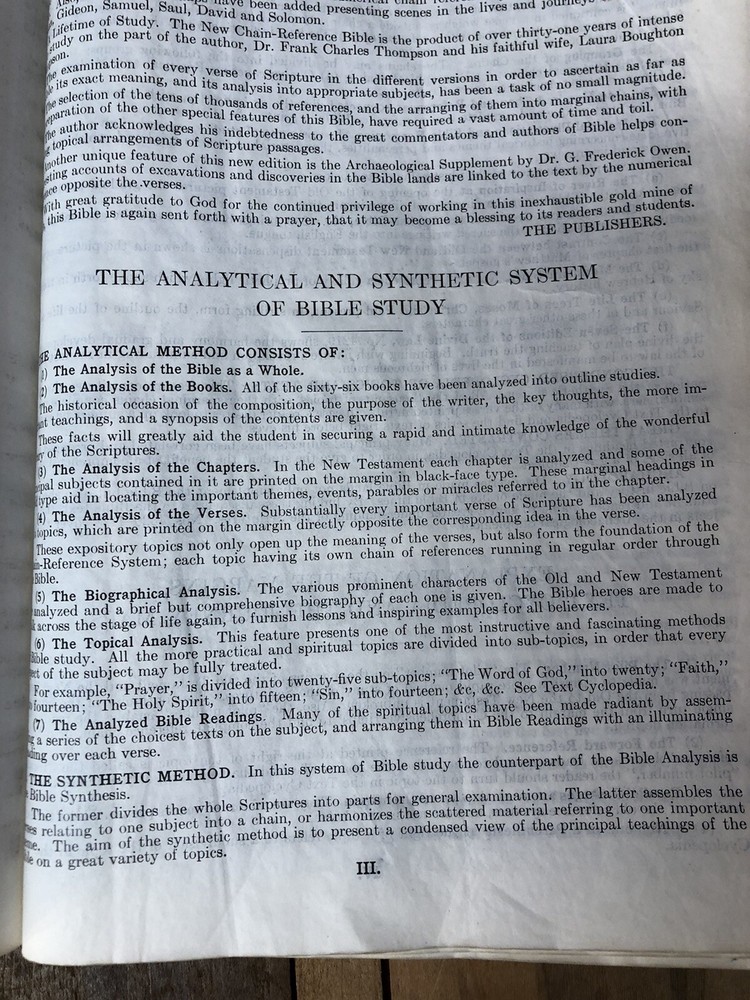 have been added presenting scenes in the lives and journeys
Gideon, Samuel, Saul, David and Solomon.
Lifetime of Study. The New Chain-Reference Bible is the product of over thirty-one years of intense
study on the part of the author, Dr. Frank Charles Thompson and his faithful wife, Laura Boughton
examination of every verse of Scripture in the different versions in order to ascertain as far as
its exact meaning, and its analysis into appropriate subjects, has been a task of no small magnitude.
selection of the tens of thousands of references, and the arranging of them into marginal chains, with
paration of the other special features of this Bible, have required a vast amount of time and toil.
author acknowledges his indebtedness to the great commentators and authors of Bible helps con-
topical arrangements of Scripture passages.
nother unique feature of this new edition is the Archaeological Supplement by Dr. G. Frederick Owen.
sting accounts of excavations and discoveries in the Bible lands are linked to the text by the numerical
ce opposite the verses.
With great gratitude to God for the continued privilege of working in this inexhaustible gold mine of
this Bible is again sent forth with a prayer, that it may become a blessing to its readers and students.
THE PUBLISHERS.
THE ANALYTICAL AND SYNTHETIC SYSTEM
OF BIBLE STUDY
E ANALYTICAL METHOD CONSISTS OF:
1) The Analysis of the Bible as a Whole.
2) The Analysis of the Books. All of the sixty-six books have been analyzed into outline studies.
The historical occasion of the composition, the purpose of the writer, the key thoughts, the more im-
nt teachings, and a synopsis of the contents are given.
These facts will greatly aid the student in securing a rapid and intimate knowledge of the wonderful
y of the Scriptures.
3) The Analysis of the Chapters. In the New Testament each chapter is analyzed and some of the
ipal subjects contained in it are printed on the margin in black-face type. These marginal headings in
type aid in locating the important themes, events, parables or miracles referred to in the chapter.
(4) The Analysis of the Verses. Substantially every important verse of Scripture has been analyzed
topics, which are printed on the margin directly opposite the corresponding idea in the verse.
These expository topics not only open up the meaning of the verses, but also form the foundation of the
n-Reference System; each topic having its own chain of references running in regular order through
Bible.
(5) The Biographical Analysis. The various prominent characters of the Old and New Testament
analyzed and a brief but comprehensive biography of each one is given. The Bible heroes are made to
across the stage of life again, to furnish lessons and inspiring examples for all believers.
(6) The Topical Analysis. This feature presents one of the most instructive and fascinating methods
Bible study. All the more practical and spiritual topics are divided into sub-topics, in order that every
ect of the subject may be fully treated.
For example, "Prayer," is divided into twenty-five sub-topics; "The Word of God," into twenty; "Faith,"
fourteen; "The Holy Spirit," into fifteen; "Sin," into fourteen; &c, &c. See Text Cyclopedia.
(7) The Analyzed Bible Readings. Many of the spiritual topics have been made radiant by assem-
g a series of the choicest texts on the subject, and arranging them in Bible Readings with an illuminating
ding over each verse.
THE SYNTHETIC METHOD. In this system of Bible study the counterpart of the Bible Analysis is
Bible Synthesis.
The former divides the whole Scriptures into parts for general examination. The latter assembles the
es relating to one subject into a chain, or harmonizes the scattered material referring to one important
me. The aim of the synthetic method is to present a condensed view of the principal teachings of the
le on a great variety of topics.
III.